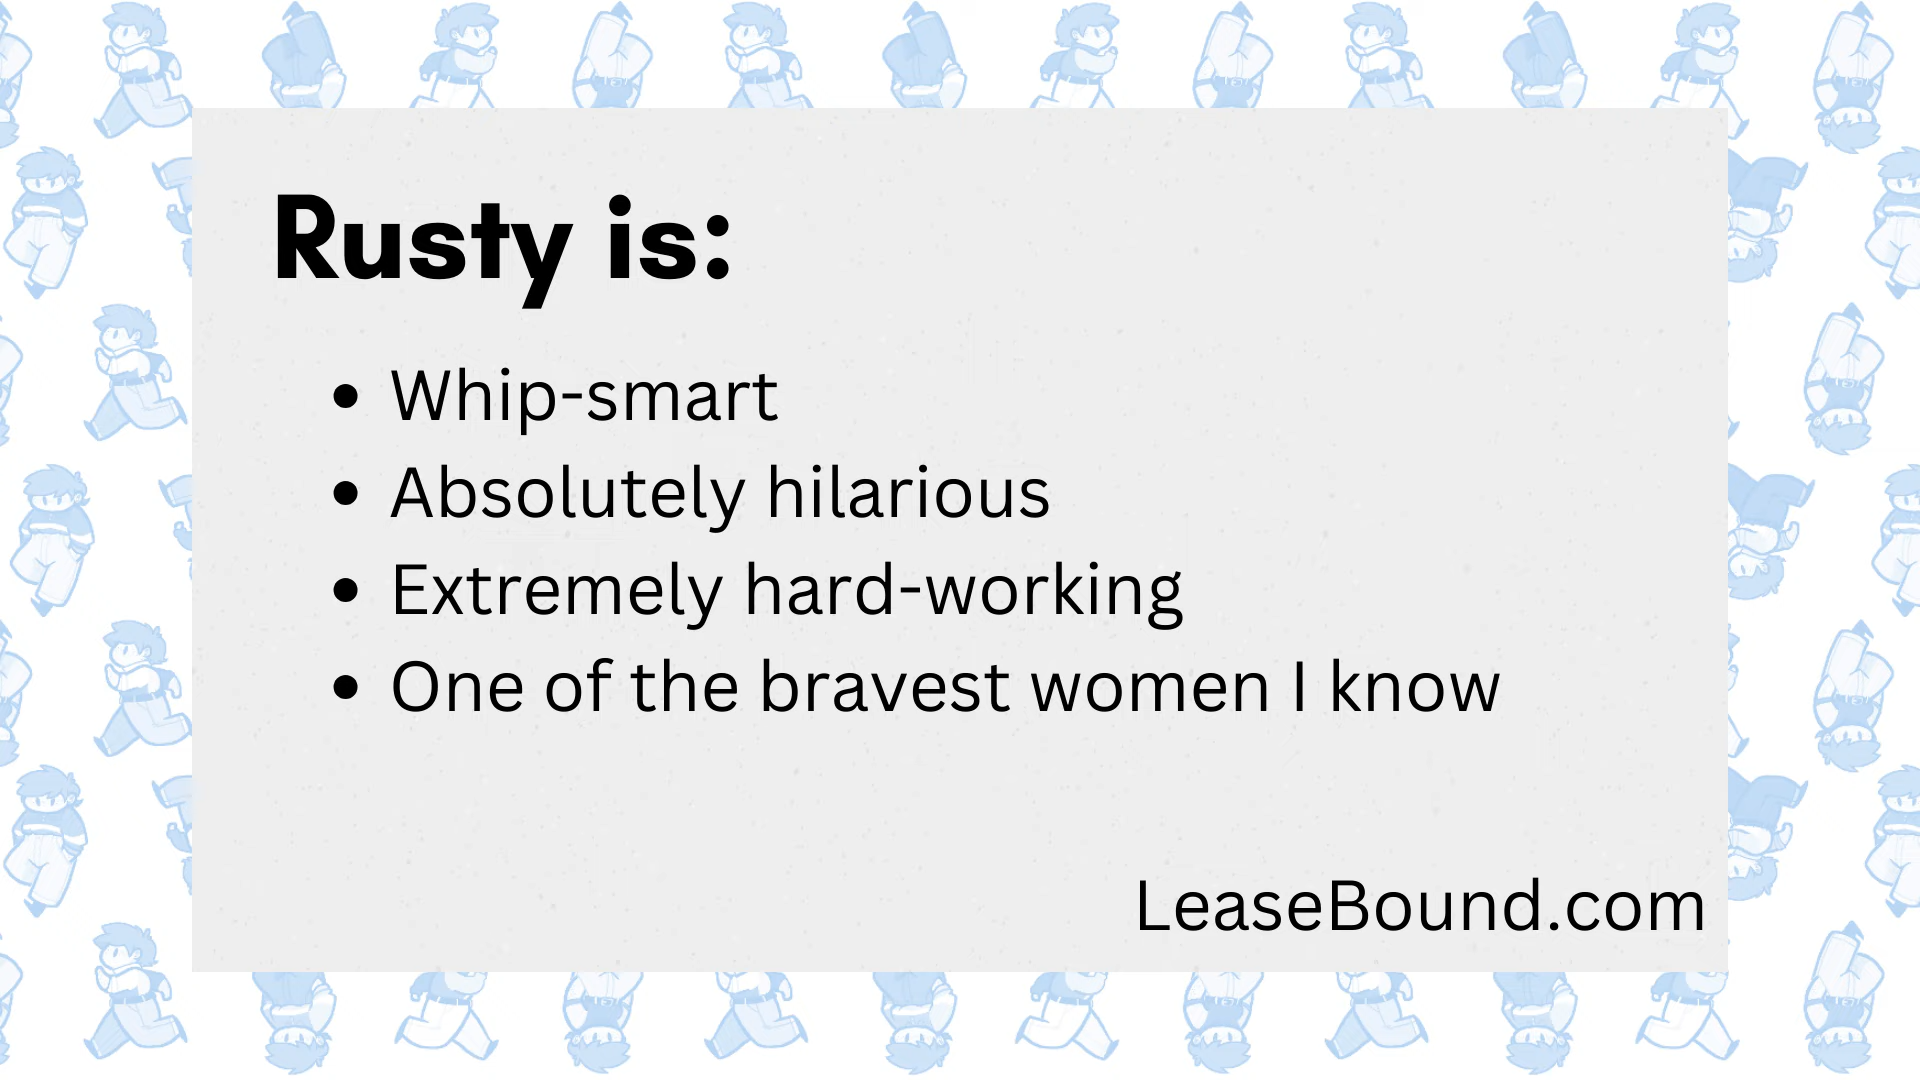 Rusty is:
• Whip-smart
• Absolutely hilarious
• Extremely hard-working
• One of the bravest women I know
LeaseBound.com